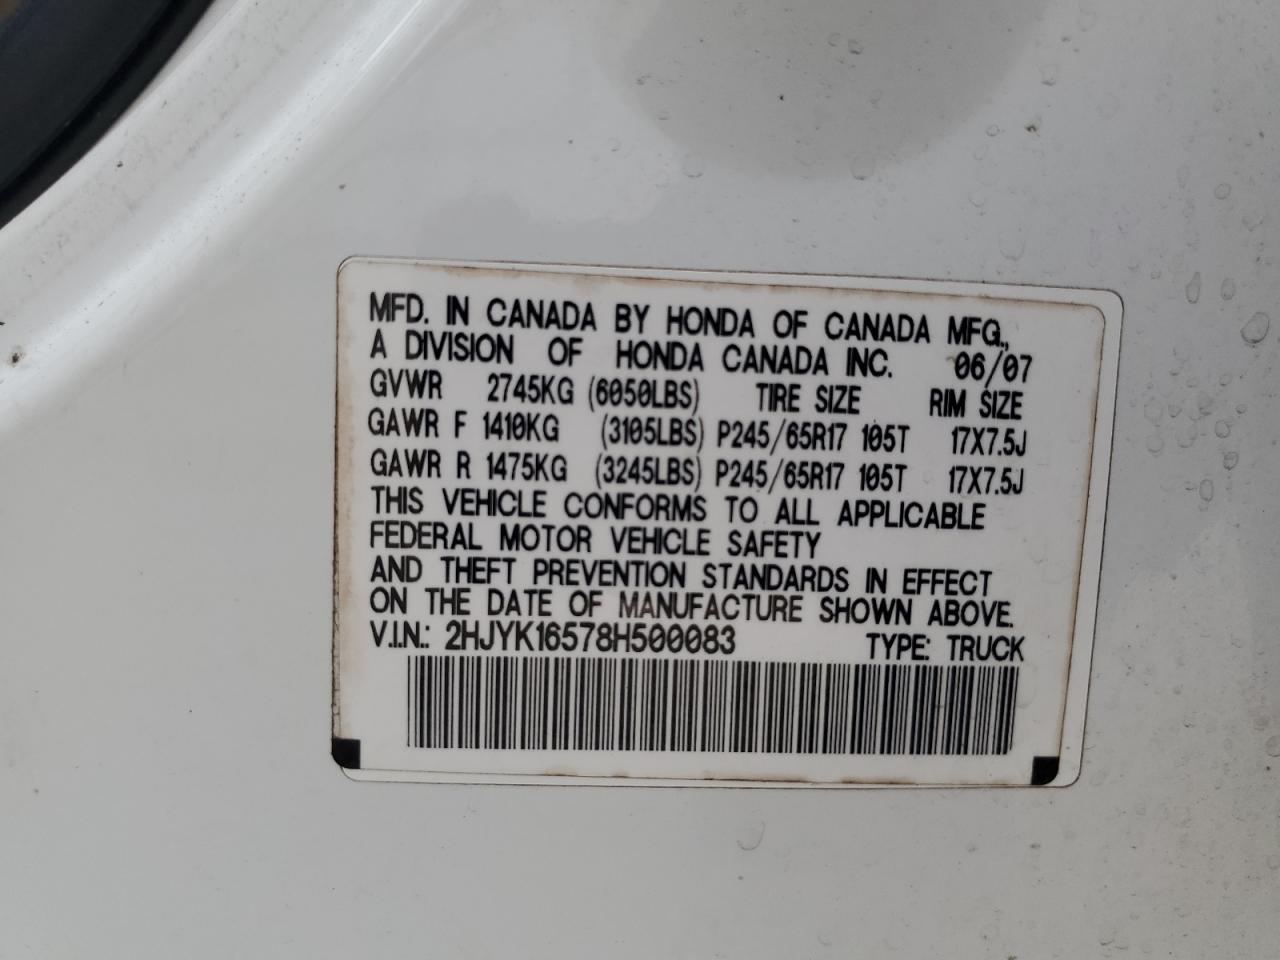 MFD. IN CANADA BY HONDA OF CANADA MFG.,
A DIVISION OF HONDA CANADA INC. 06/07
GVWR 2745KG (6050LBS) TIRE SIZE RIM SIZE
GAWR F 1410KG (3105LBS) P245/65R17 105T 17X7.5J
GAWR R 1475KG (3245LBS) P245/65R17 105T 17X7.5J
THIS VEHICLE CONFORMS TO ALL APPLICABLE
FEDERAL MOTOR VEHICLE SAFETY
AND THEFT PREVENTION STANDARDS IN EFFECT
ON THE DATE OF MANUFACTURE SHOWN ABOVE.
V.I.N.: 2HJYK16578H500083 TYPE: TRUCK